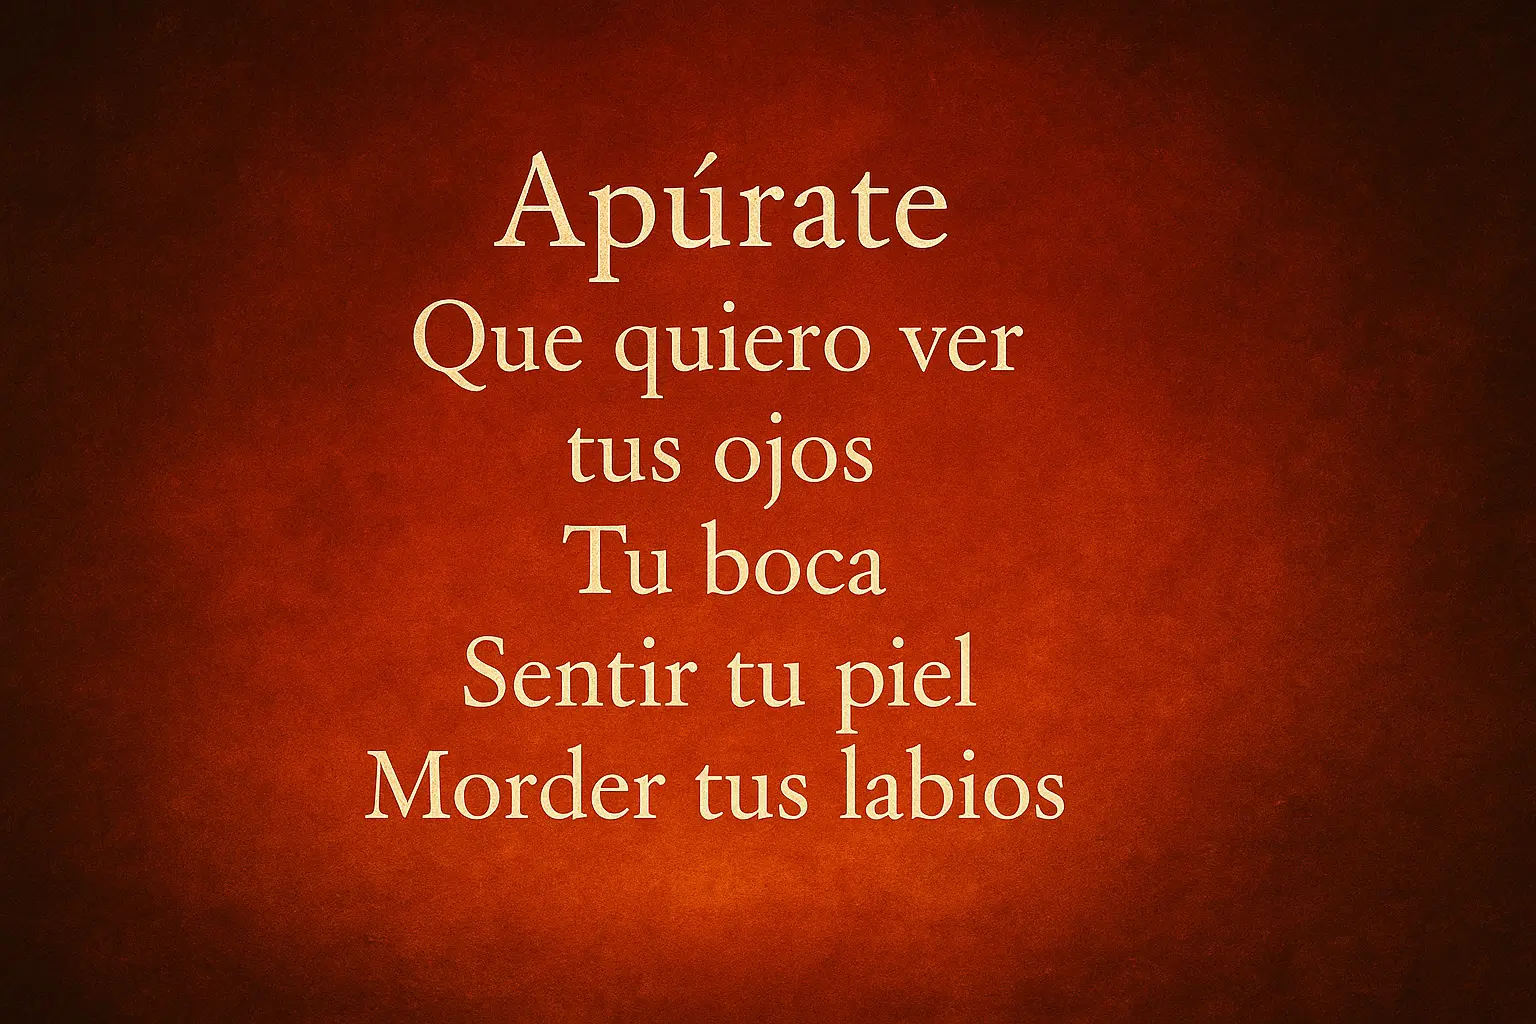 Apúrate
Que quiero ver
tus ojos
Tu boca
Sentir tu piel
Morder tus labios